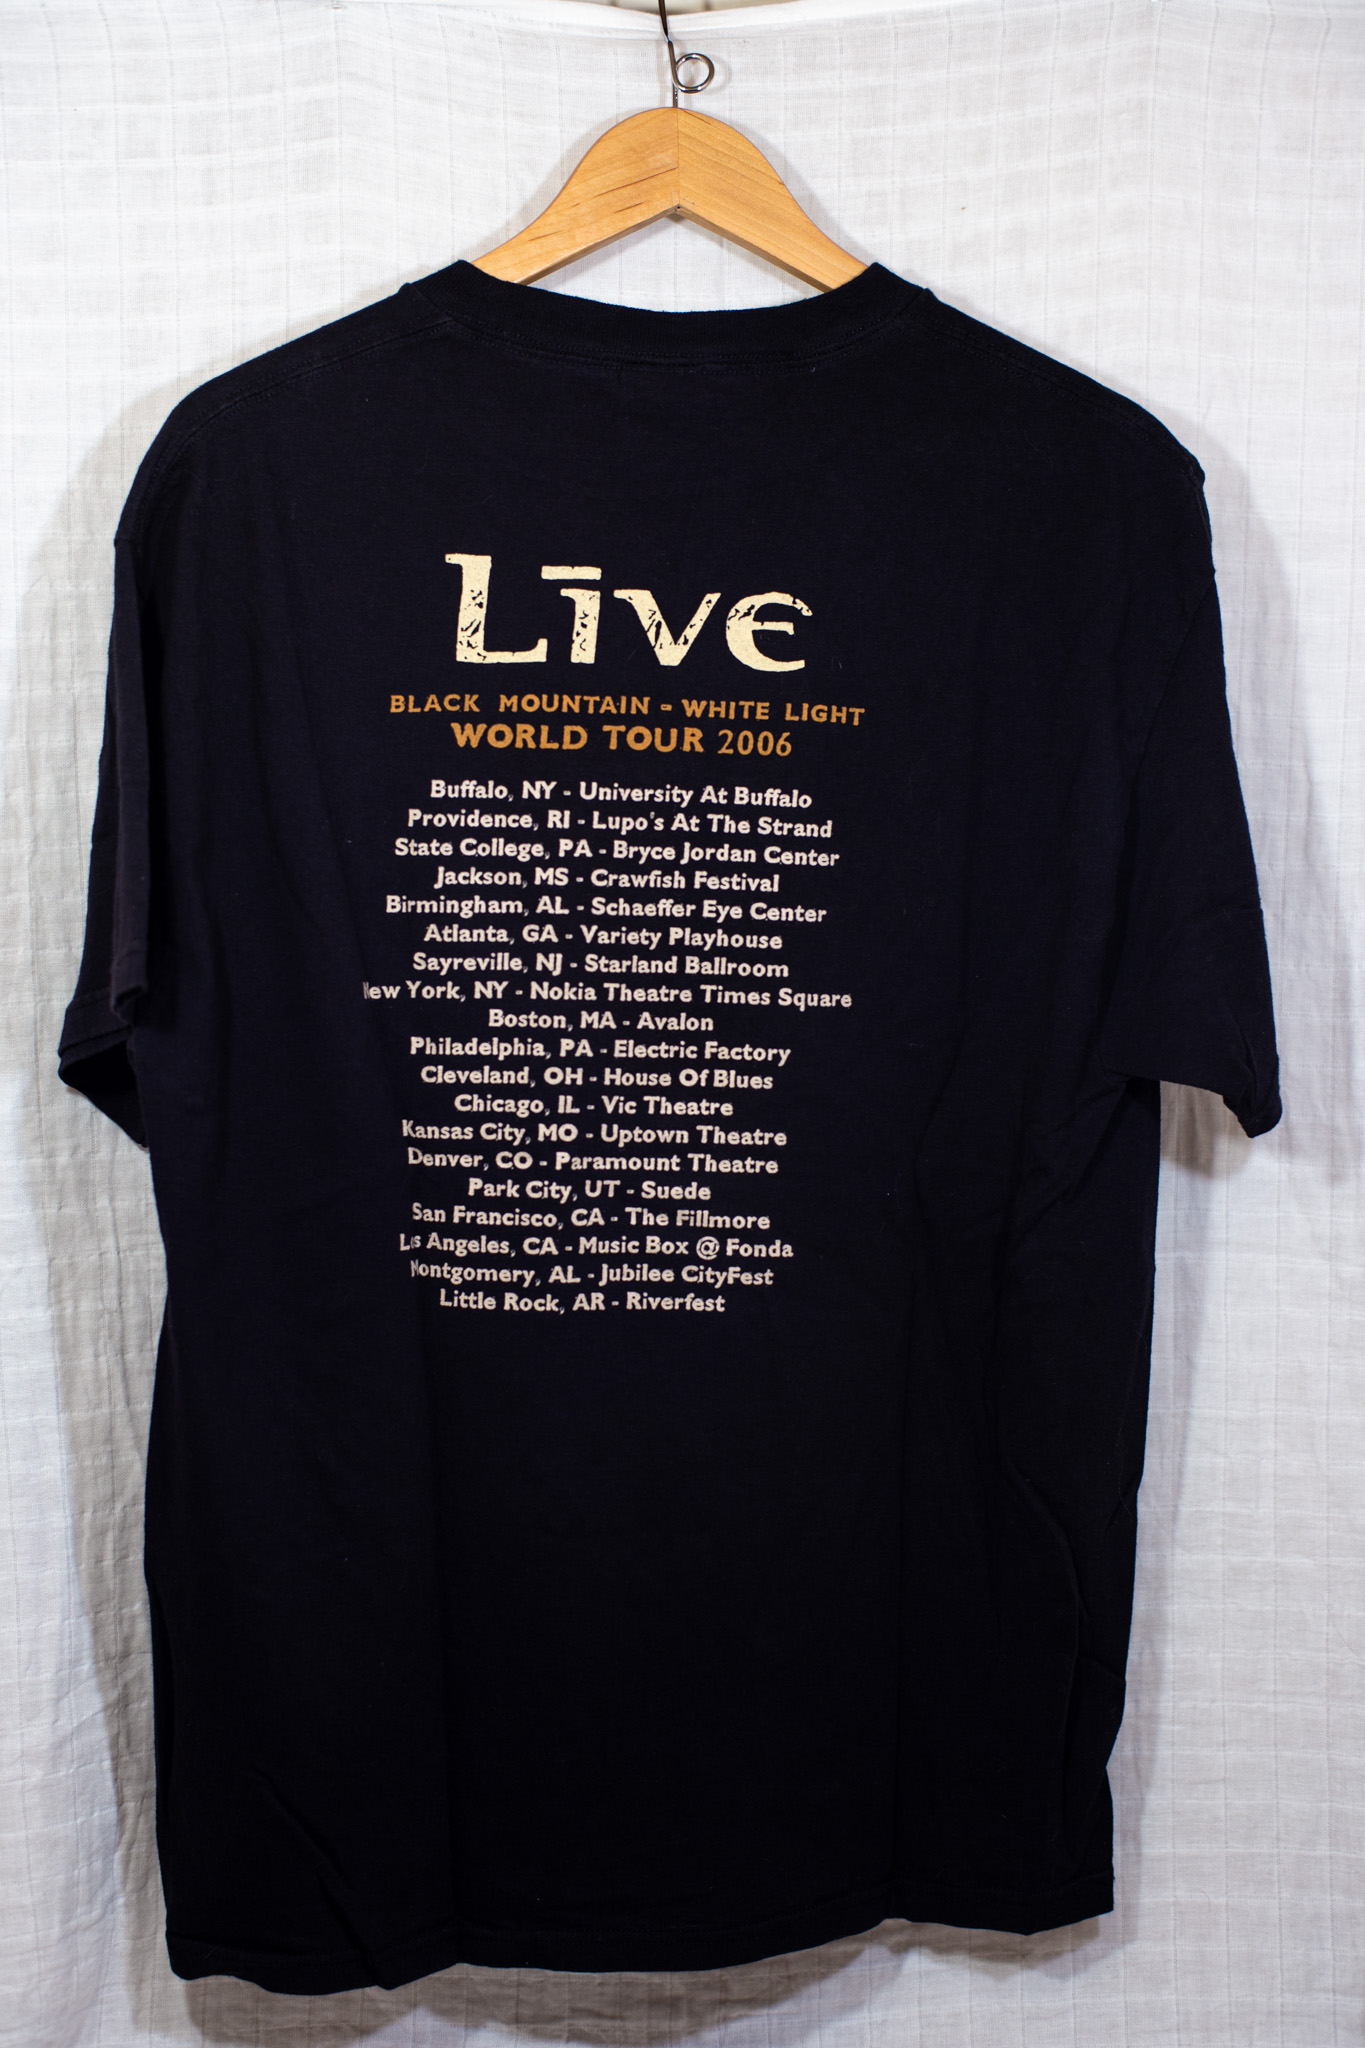 Līve
BLACK MOUNTAIN - WHITE LIGHT
WORLD TOUR 2006
Buffalo, NY - University At Buffalo
Providence, RI - Lupo's At The Strand
State College, PA - Bryce Jordan Center
Jackson, MS - Crawfish Festival
Birmingham, AL - Schaeffer Eye Center
Atlanta, GA - Variety Playhouse
Sayreville, NJ - Starland Ballroom
New York, NY - Nokia Theatre Times Square
Boston, MA - Avalon
Philadelphia, PA - Electric Factory
Cleveland, OH - House Of Blues
Chicago, IL - Vic Theatre
Kansas City, MO - Uptown Theatre
Denver, CO - Paramount Theatre
Park City, UT - Suede
San Francisco, CA - The Fillmore
Los Angeles, CA - Music Box @ Fonda
Montgomery, AL - Jubilee CityFest
Little Rock, AR - Riverfest